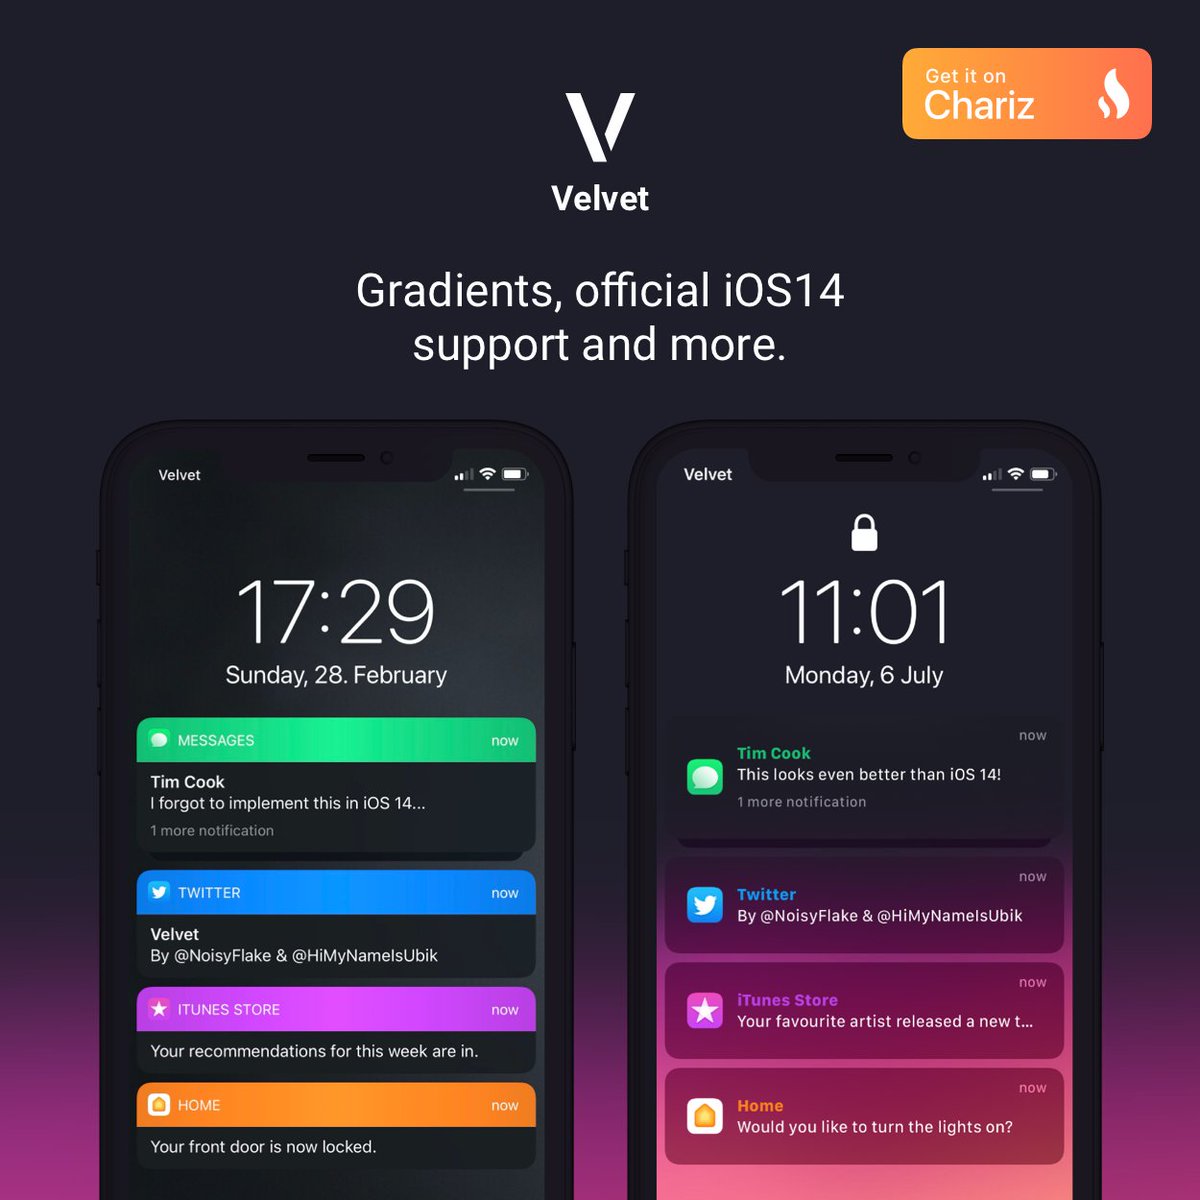 Get it on
Chariz
Velvet
Gradients, official iOS14
support and more.
Velvet
17:29
Sunday, 28. February
MESSAGES now
Tim Cook
I forgot to implement this in iOS 14...
1 more notification
TWITTER now
Velvet
By @NoisyFlake & @HiMyNameIsUbik
ITUNES STORE now
Your recommendations for this week are in.
HOME now
Your front door is now locked.
Velvet
11:01
Monday, 6 July
now
Tim Cook
This looks even better than iOS 14!
1 more notification
now
Twitter
By @NoisyFlake & @HiMyNameIsUbik
now
iTunes Store
Your favourite artist released a new t...
now
Home
Would you like to turn the lights on?